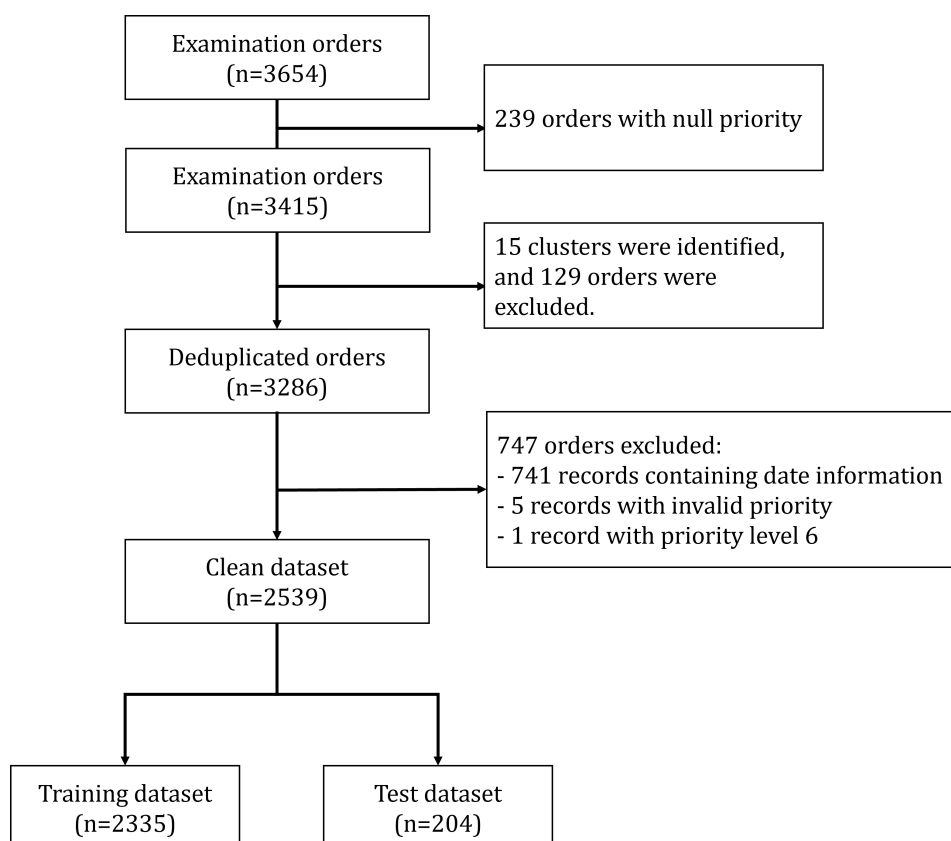 Examination orders
(n=3654)
239 orders with null priority
Examination orders
(n=3415)
15 clusters were identified,
and 129 orders were
excluded.
Deduplicated orders
(n=3286)
747 orders excluded:
- 741 records containing date information
- 5 records with invalid priority
- 1 record with priority level 6
Clean dataset
(n=2539)
Training dataset
(n=2335)
Test dataset
(n=204)